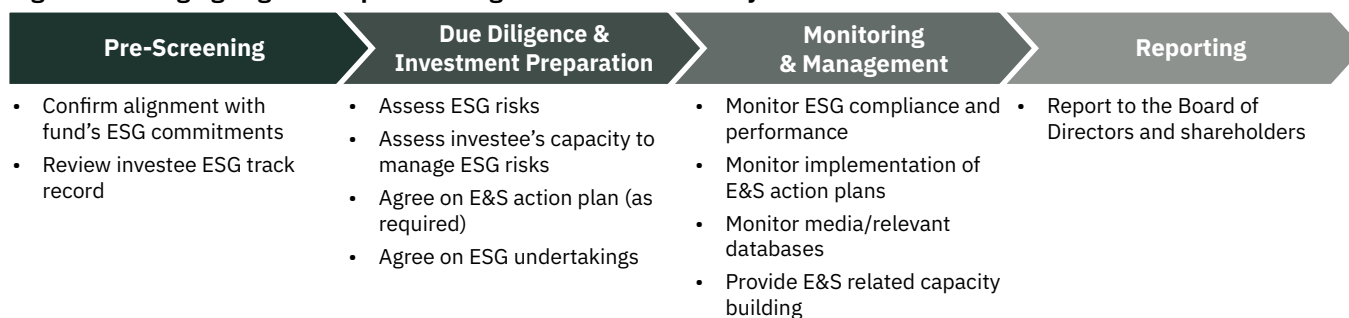 Pre-Screening
Due Diligence &
Investment Preparation
Monitoring
& Management
Reporting
• Confirm alignment with
fund's ESG commitments
• Review investee ESG track
record
• Assess ESG risks
• Assess investee's capacity to
manage ESG risks
• Agree on E&S action plan (as
required)
• Agree on ESG undertakings
• Monitor ESG compliance and
performance
• Monitor implementation of
E&S action plans
• Monitor media/relevant
databases
• Provide E&S related capacity
building
• Report to the Board of
Directors and shareholders